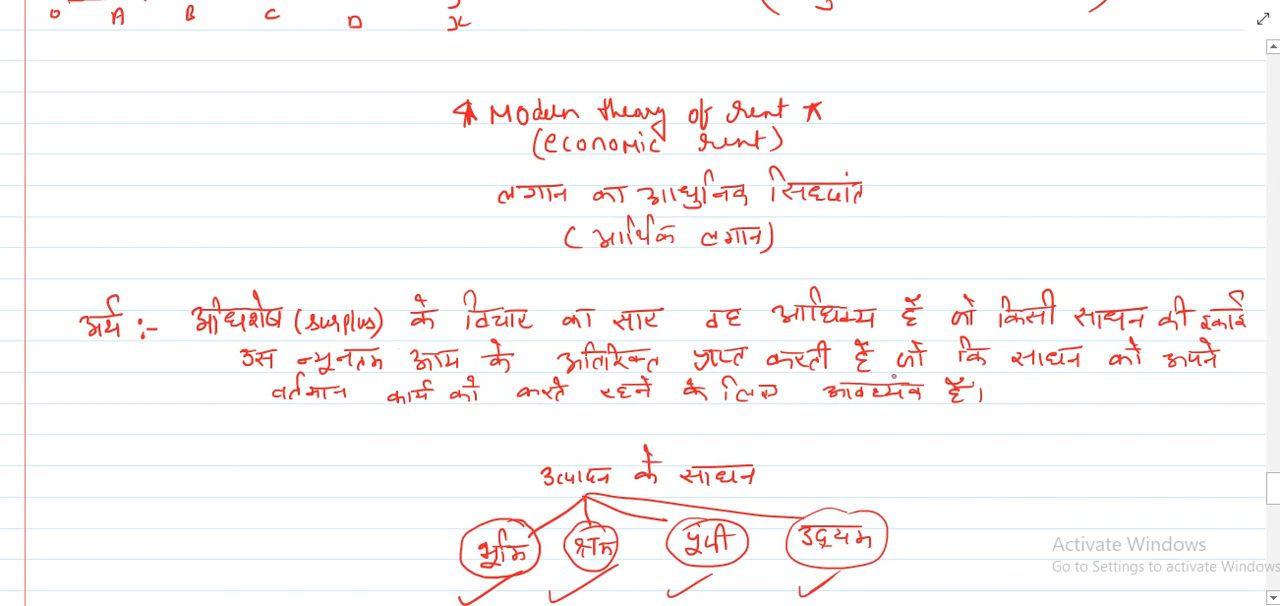 O A B C D X
* Modern theory of rent *
(economic rent)
लगान का आधुनिक सिद्धांत
(आर्थिक लगान)
अर्थ :- अधिशेष (surplus) के विचार का सार वह आधिक्य है जो किसी साधन की इकाई
उस न्यूनतम आय के अतिरिक्त प्राप्त करती है जो कि साधन को अपने
वर्तमान कार्य को करते रहने के लिए आवश्यक है।
उत्पादन के साधन
भूमि श्रम पूंजी उद्यम
Activate Windows
Go to Settings to activate Windows